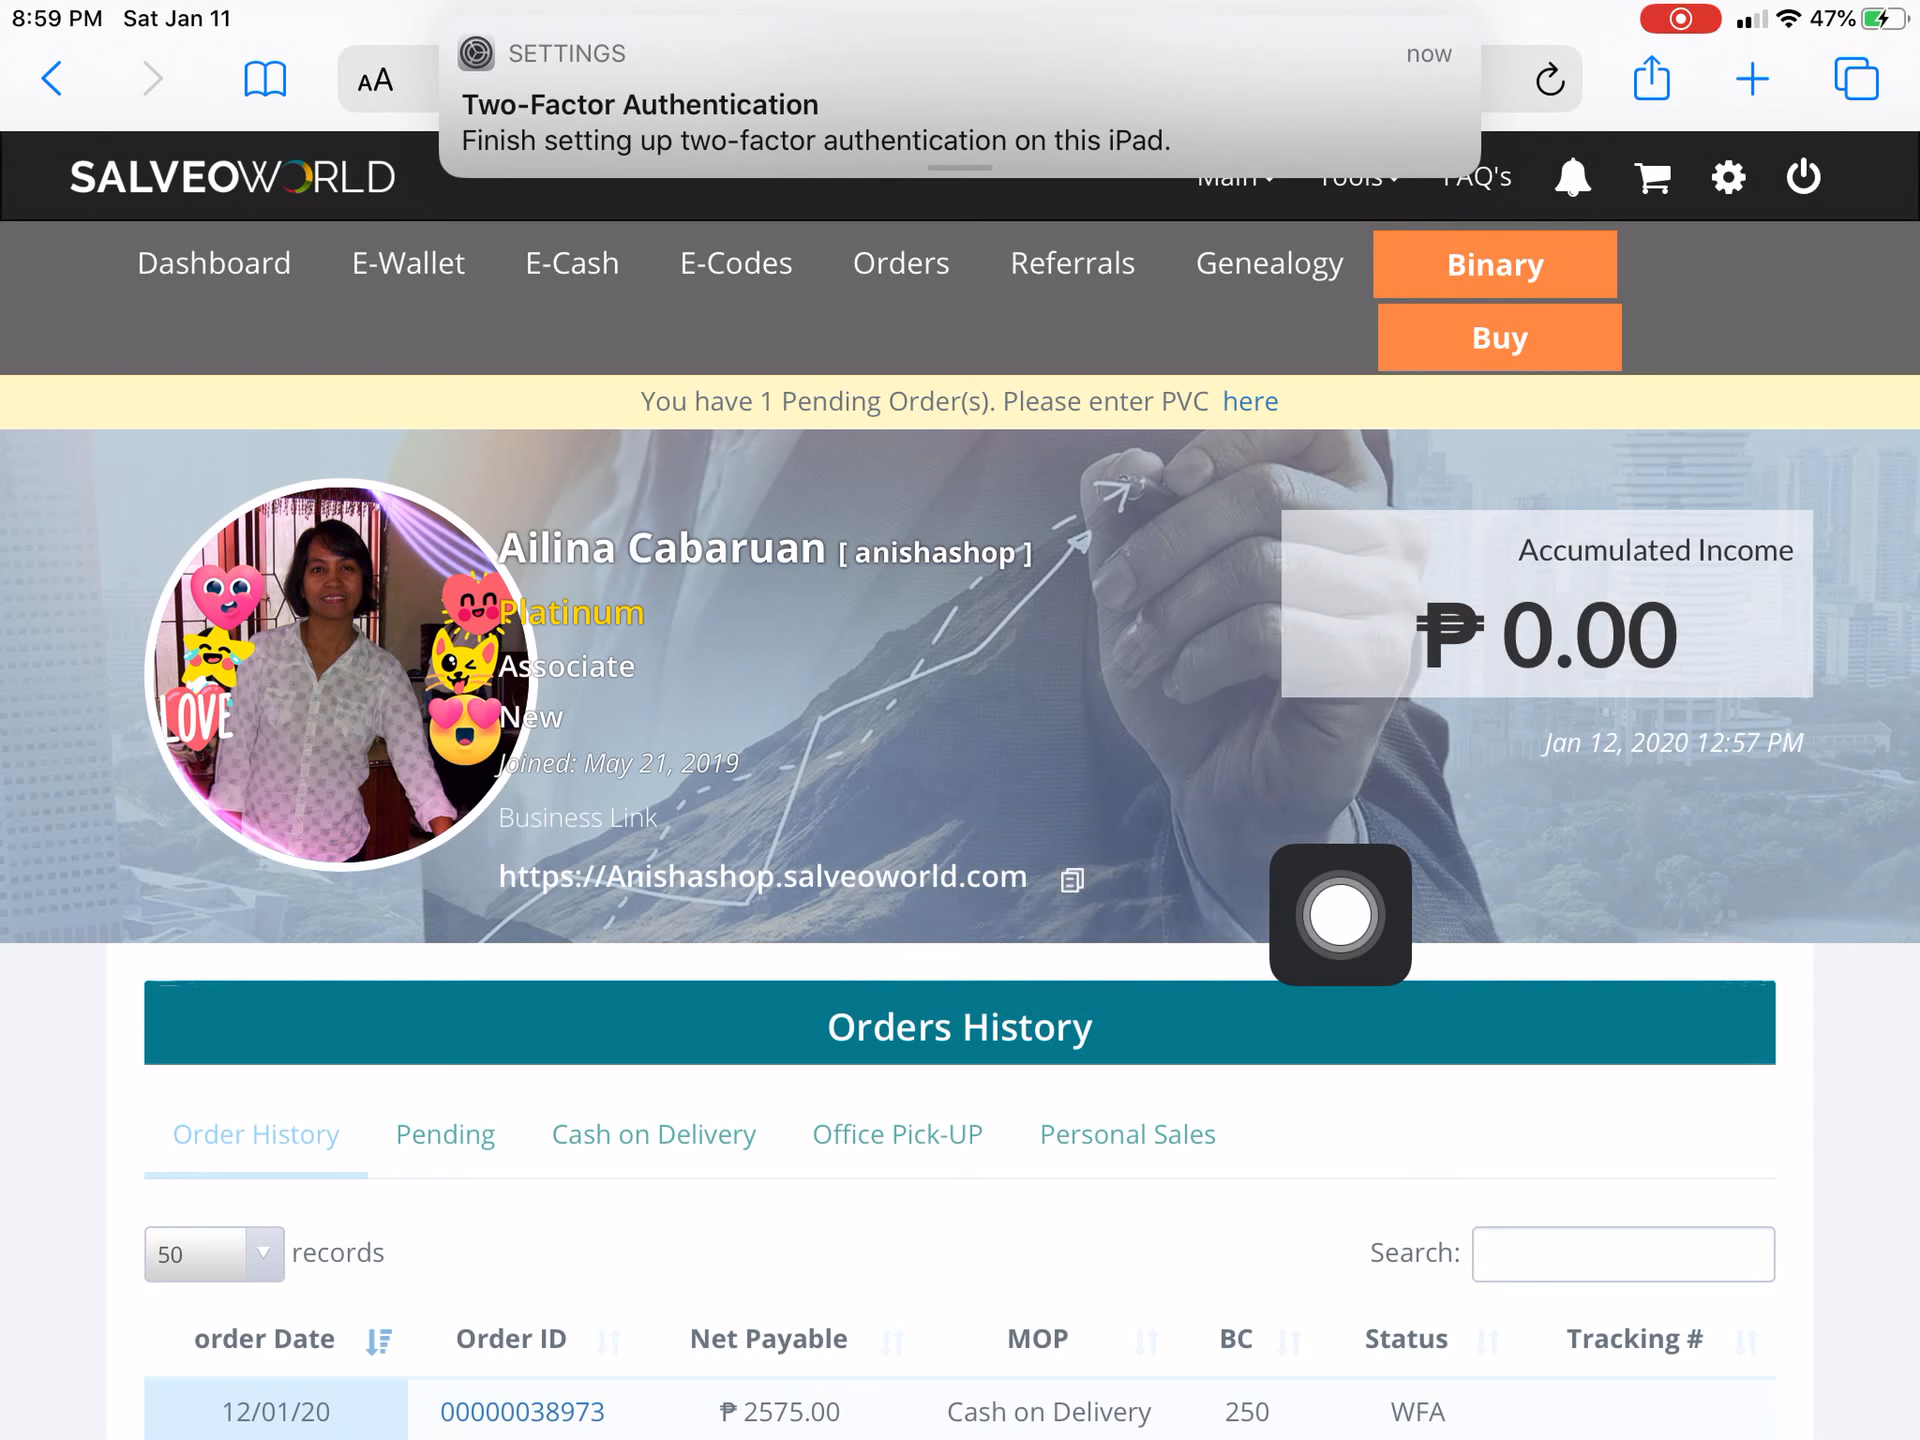 8:59 PM Sat Jan 11
47%
AA
SETTINGS
now
Two-Factor Authentication
Finish setting up two-factor authentication on this iPad.
SALVEOWORLD
Main Tools FAQ's
Dashboard E-Wallet E-Cash E-Codes Orders Referrals Genealogy Binary
Buy
You have 1 Pending Order(s). Please enter PVC here
Ailina Cabaruan [ anishashop ]
Platinum
Associate
New
Joined: May 21, 2019
Business Link
https://Anishashop.salveoworld.com
LOVE
Accumulated Income
₱ 0.00
Jan 12, 2020 12:57 PM
Orders History
Order History Pending Cash on Delivery Office Pick-UP Personal Sales
50 records
Search:
order Date Order ID Net Payable MOP BC Status Tracking #
12/01/20 00000038973 ₱ 2575.00 Cash on Delivery 250 WFA